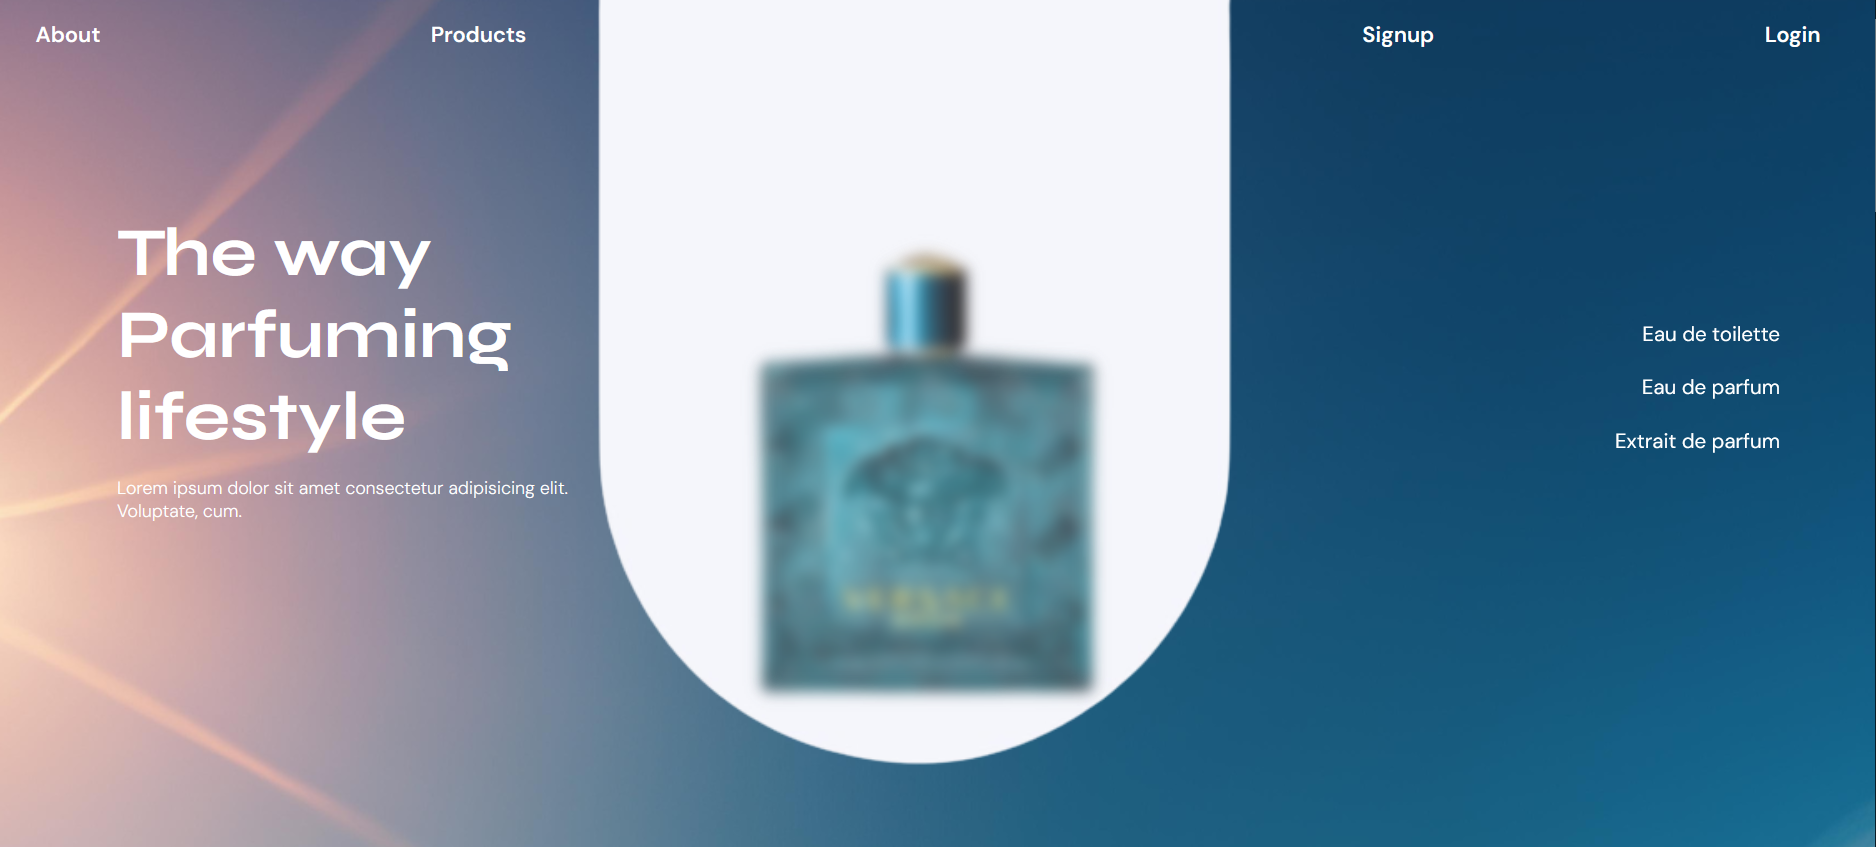 About
Products
Signup
Login
The way
Parfuming
lifestyle
Lorem ipsum dolor sit amet consectetur adipisicing elit.
Voluptate, cum.
Eau de toilette
Eau de parfum
Extrait de parfum
VERSACE